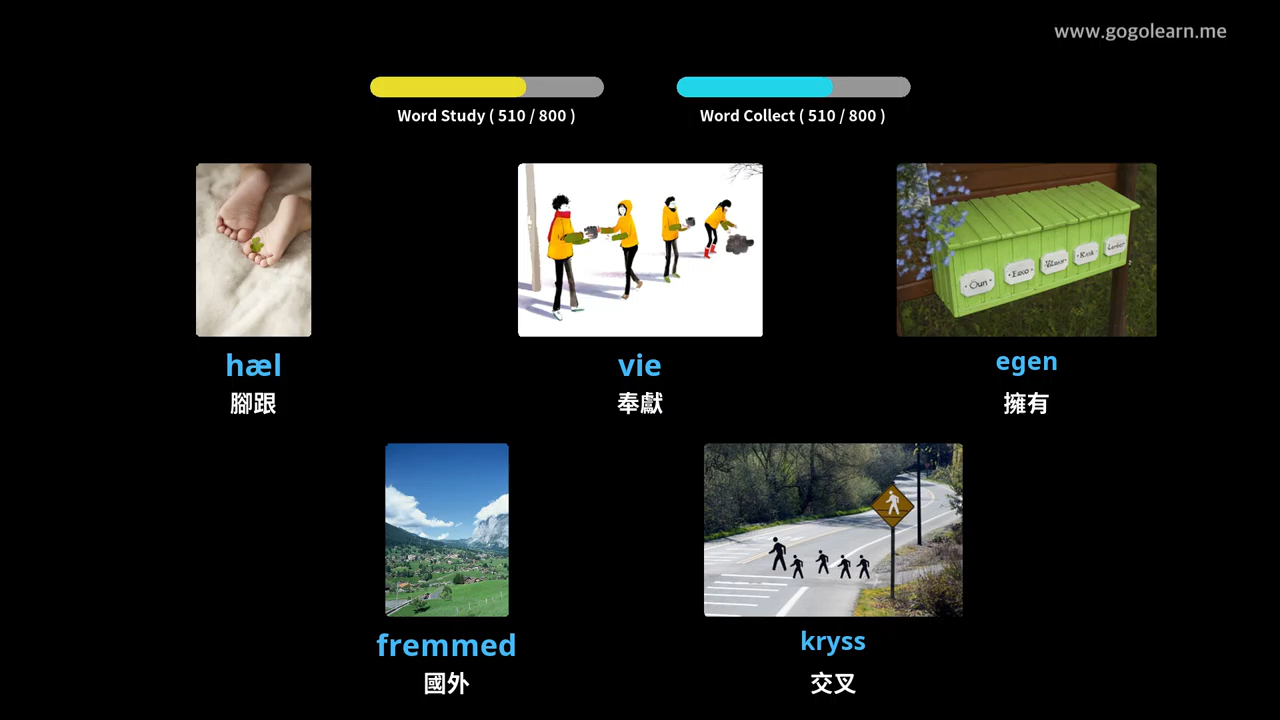 www.gogolearn.me
Word Study ( 510 / 800 )
Word Collect ( 510 / 800 )
hæl
腳跟
vie
奉獻
egen
擁有
fremmed
國外
kryss
交叉